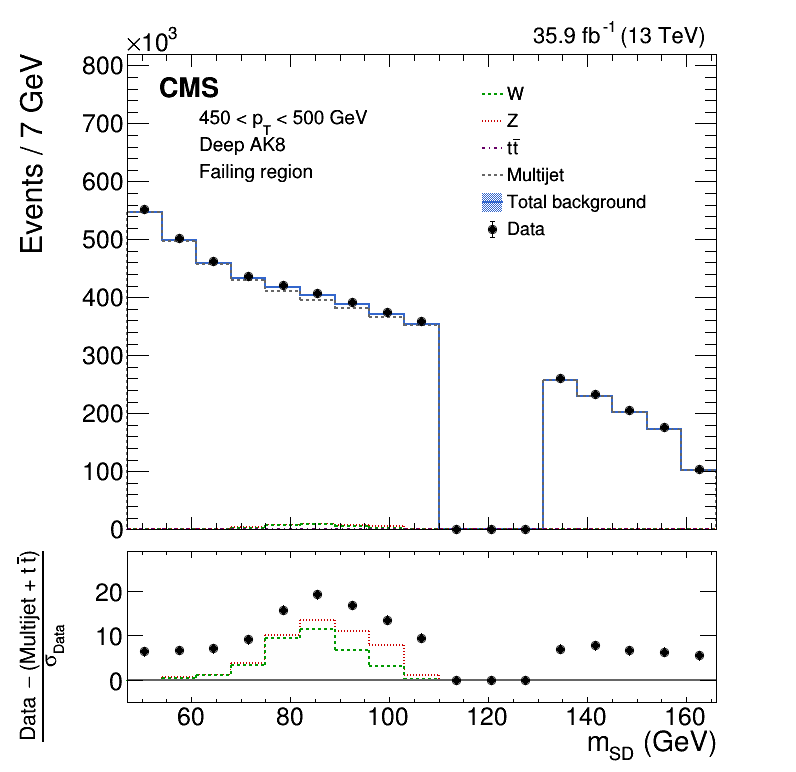 ×10³
35.9 fb⁻¹ (13 TeV)
Events / 7 GeV
800
700
600
500
400
300
200
100
0
CMS
450 < p_T < 500 GeV
Deep AK8
Failing region
W
Z
tt̄
Multijet
Total background
Data
Data − (Multijet + t t̄)
σ_Data
20
10
0
60 80 100 120 140 160
m_SD (GeV)